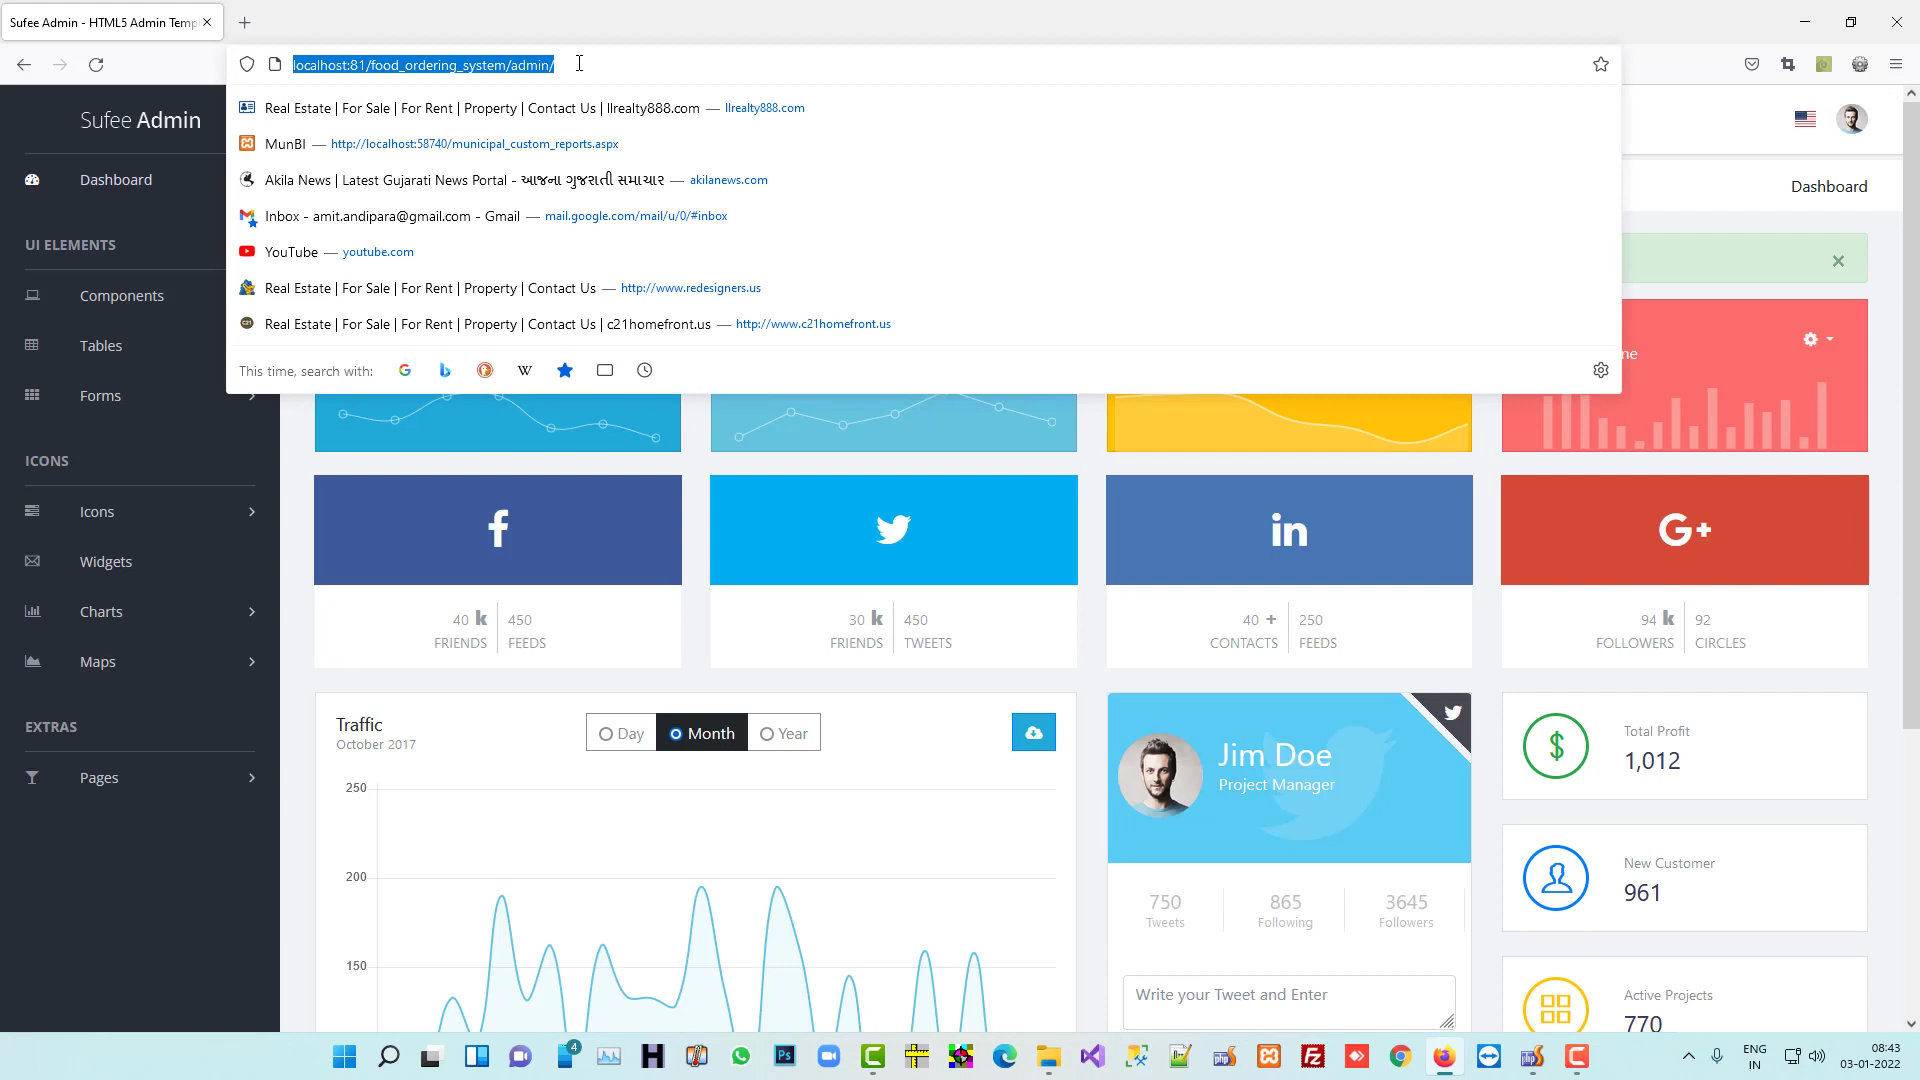 Sufee Admin - HTML5 Admin Temp
localhost:81/food_ordering_system/admin/
Real Estate | For Sale | For Rent | Property | Contact Us | llrealty888.com — llrealty888.com
MunBI — http://localhost:58740/municipal_custom_reports.aspx
Akila News | Latest Gujarati News Portal - આજના ગુજરાતી સમાચાર — akilanews.com
Inbox - amit.andipara@gmail.com - Gmail — mail.google.com/mail/u/0/#inbox
YouTube — youtube.com
Real Estate | For Sale | For Rent | Property | Contact Us — http://www.redesigners.us
Real Estate | For Sale | For Rent | Property | Contact Us | c21homefront.us — http://www.c21homefront.us
This time, search with:
Sufee Admin
Dashboard
UI ELEMENTS
Components
Tables
Forms
ICONS
Icons
Widgets
Charts
Maps
EXTRAS
Pages
Dashboard
ne
40 k FRIENDS
450 FEEDS
30 k FRIENDS
450 TWEETS
40 + CONTACTS
250 FEEDS
94 k FOLLOWERS
92 CIRCLES
Traffic
October 2017
Day Month Year
250
200
150
Jim Doe
Project Manager
750 Tweets
865 Following
3645 Followers
Write your Tweet and Enter
Total Profit
1,012
New Customer
961
Active Projects
770
4
ENG
IN
08:43
03-01-2022